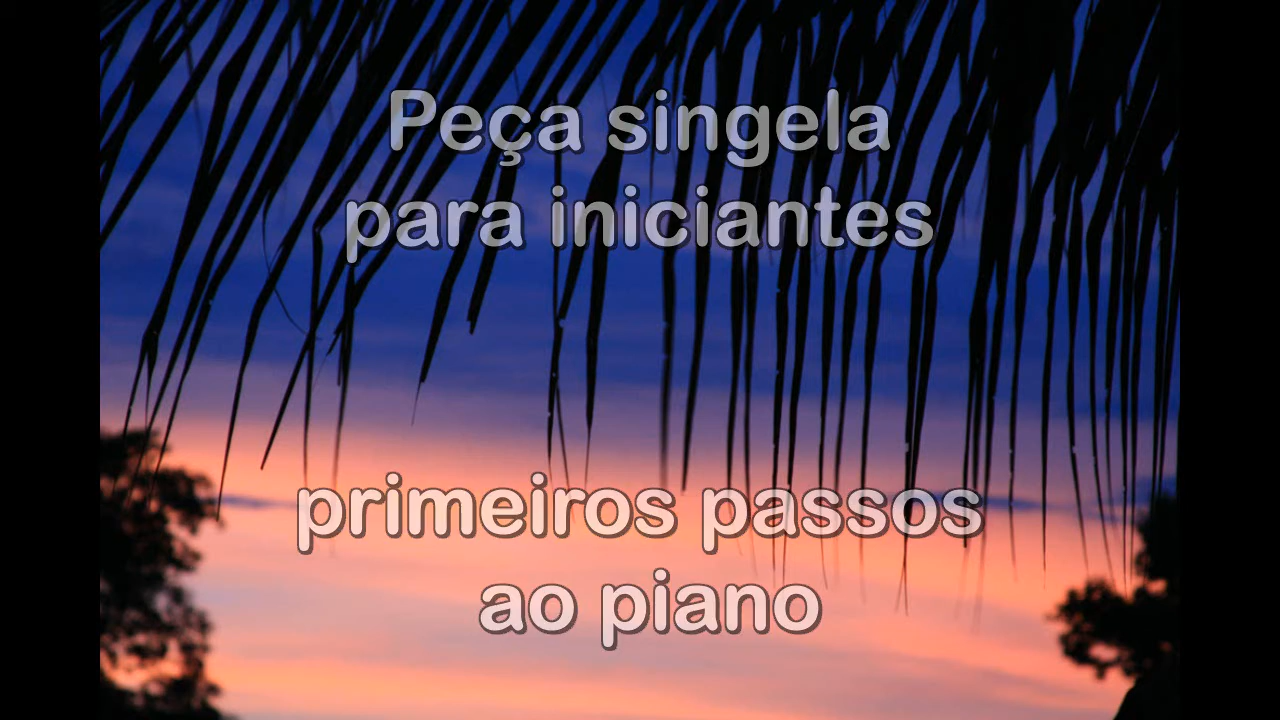 Peça singela
para iniciantes
primeiros passos
ao piano